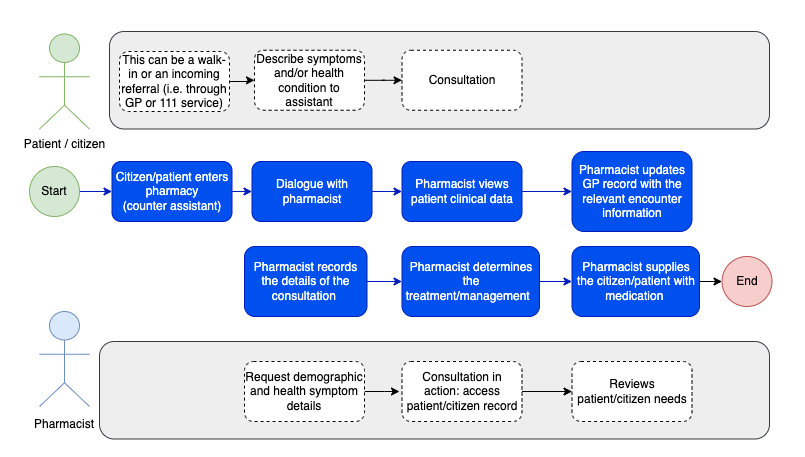 This can be a walk-
in or an incoming
referral (i.e. through
GP or 111 service)
Describe symptoms
and/or health
condition to
assistant
Consultation
Patient / citizen
Start
Citizen/patient enters
pharmacy
(counter assistant)
Dialogue with
pharmacist
Pharmacist views
patient clinical data
Pharmacist updates
GP record with the
relevant encounter
information
Pharmacist records
the details of the
consultation
Pharmacist determines
the
treatment/management
Pharmacist supplies
the citizen/patient with
medication
End
Pharmacist
Request demographic
and health symptom
details
Consultation in
action: access
patient/citizen record
Reviews
patient/citizen needs